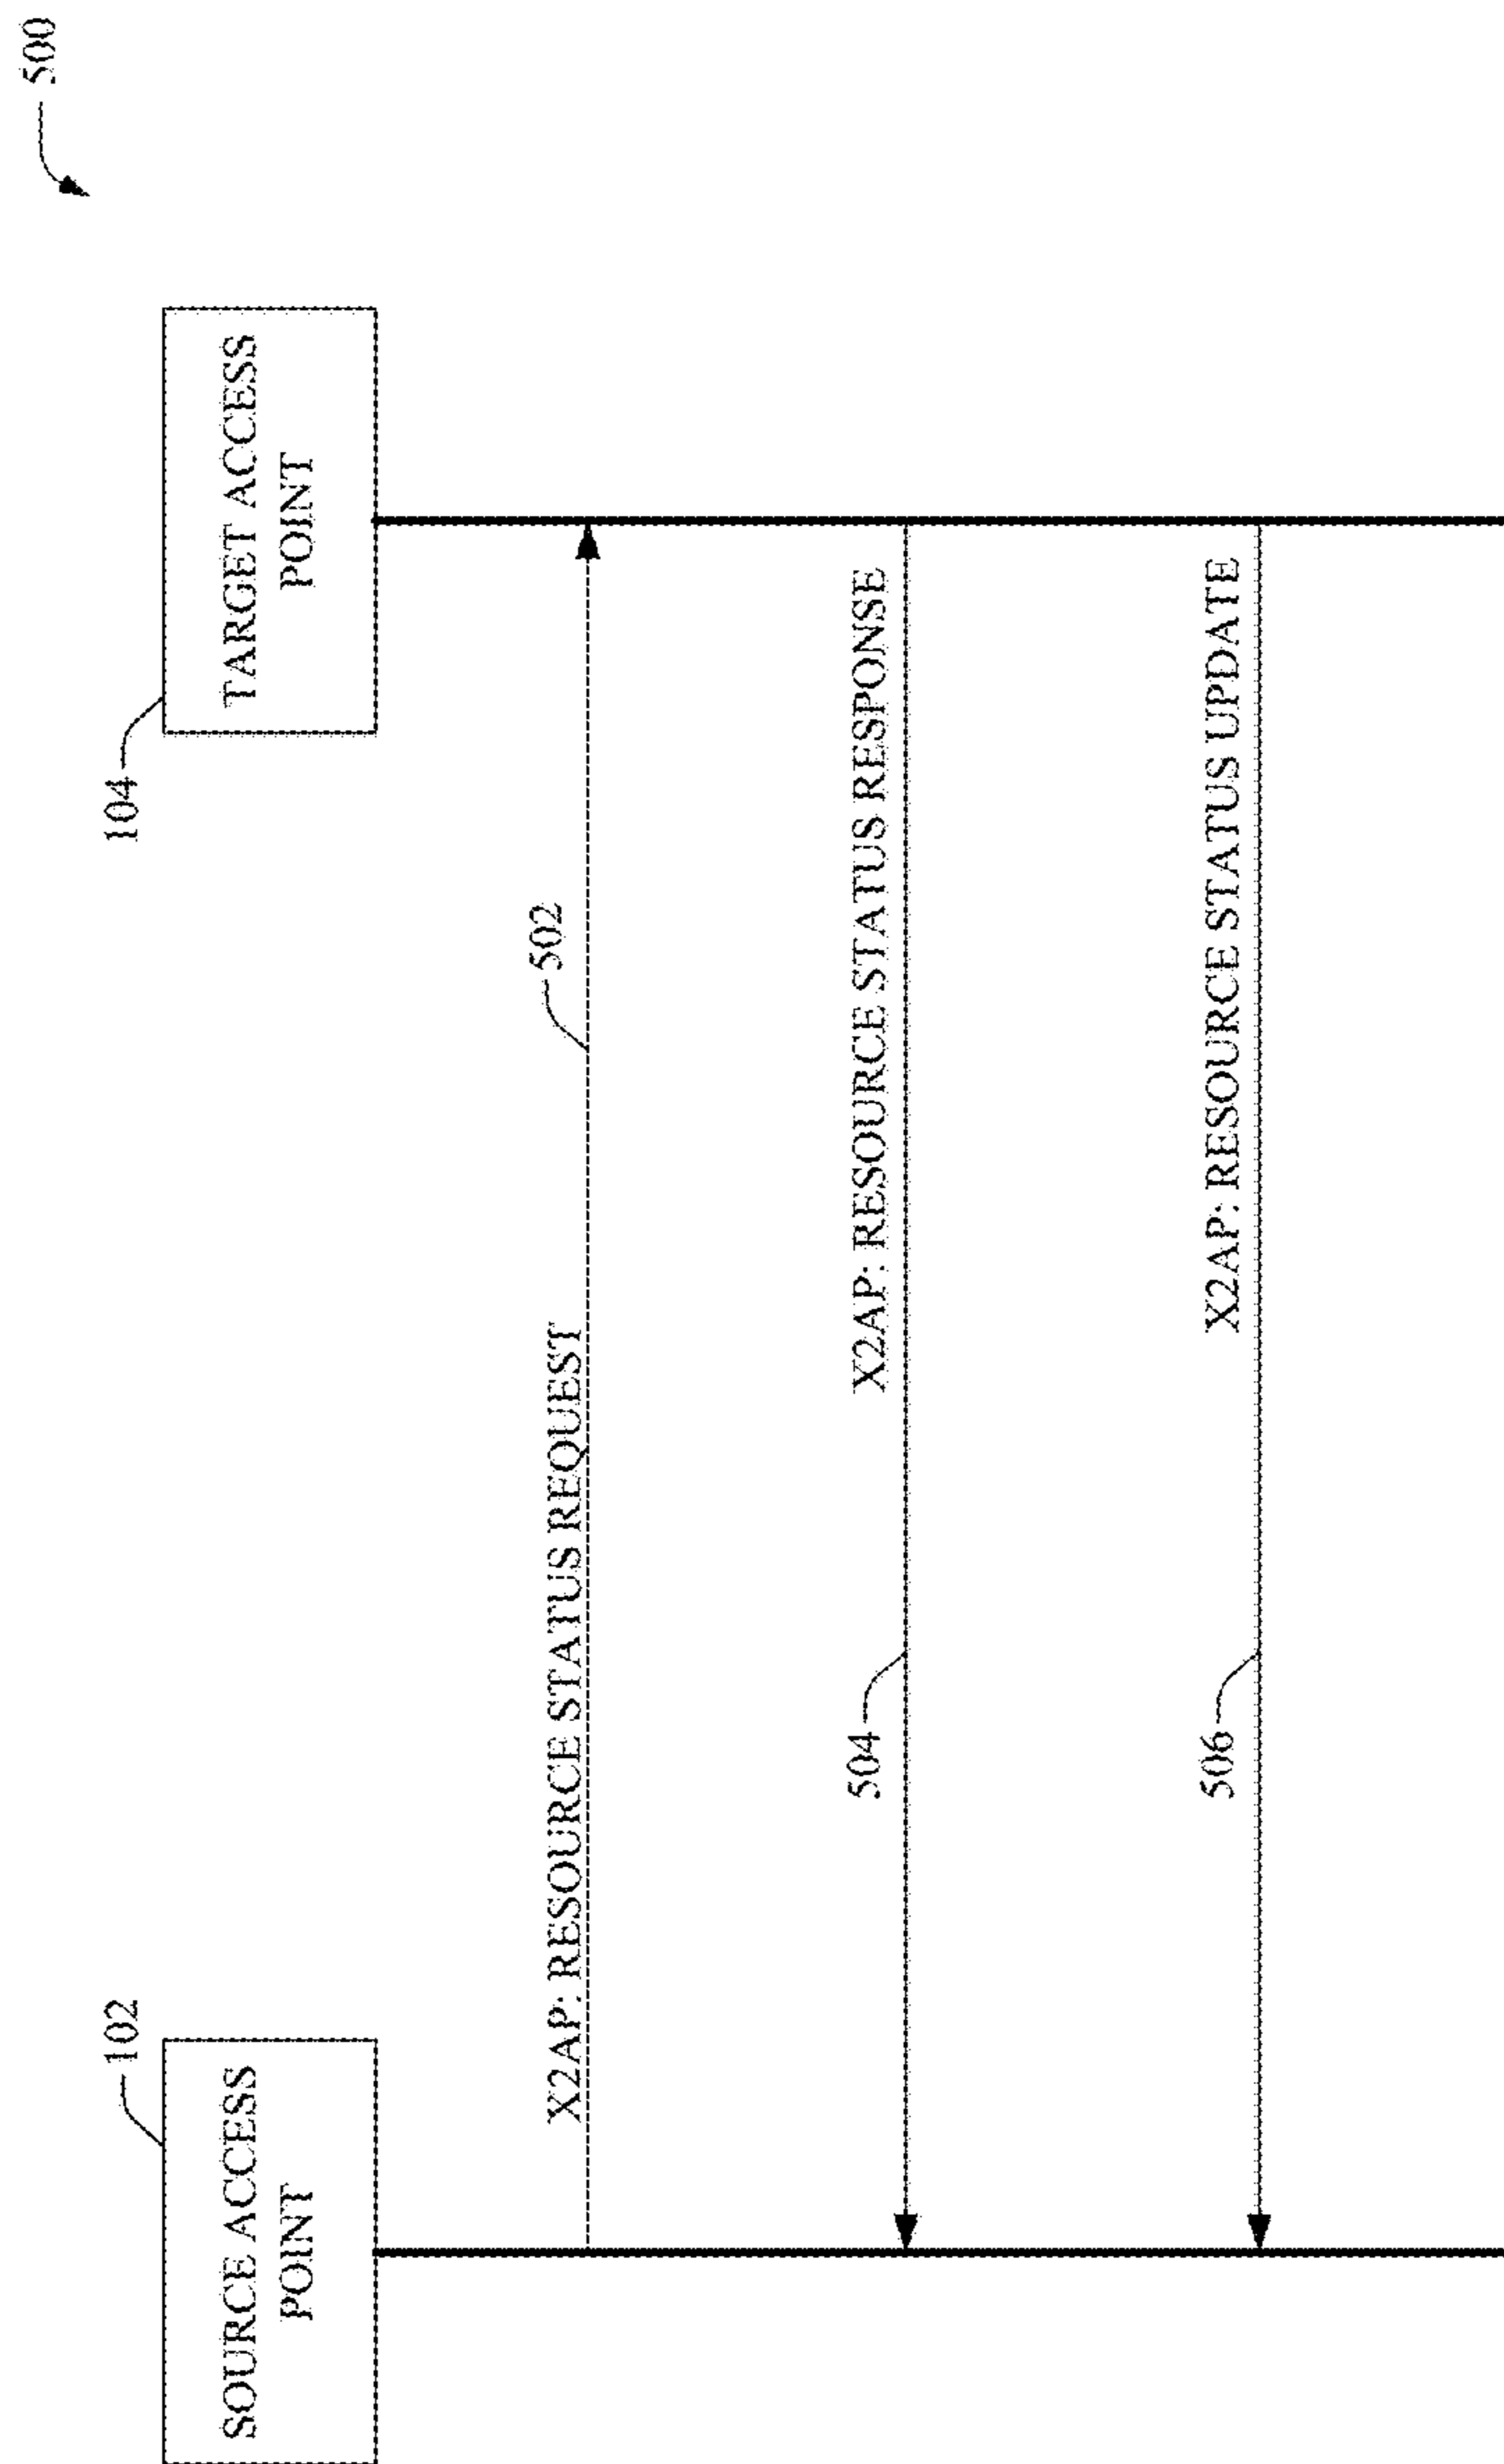 500
102
SOURCE ACCESS
POINT
104
TARGET ACCESS
POINT
X2AP: RESOURCE STATUS REQUEST
502
X2AP: RESOURCE STATUS RESPONSE
504
X2AP: RESOURCE STATUS UPDATE
506